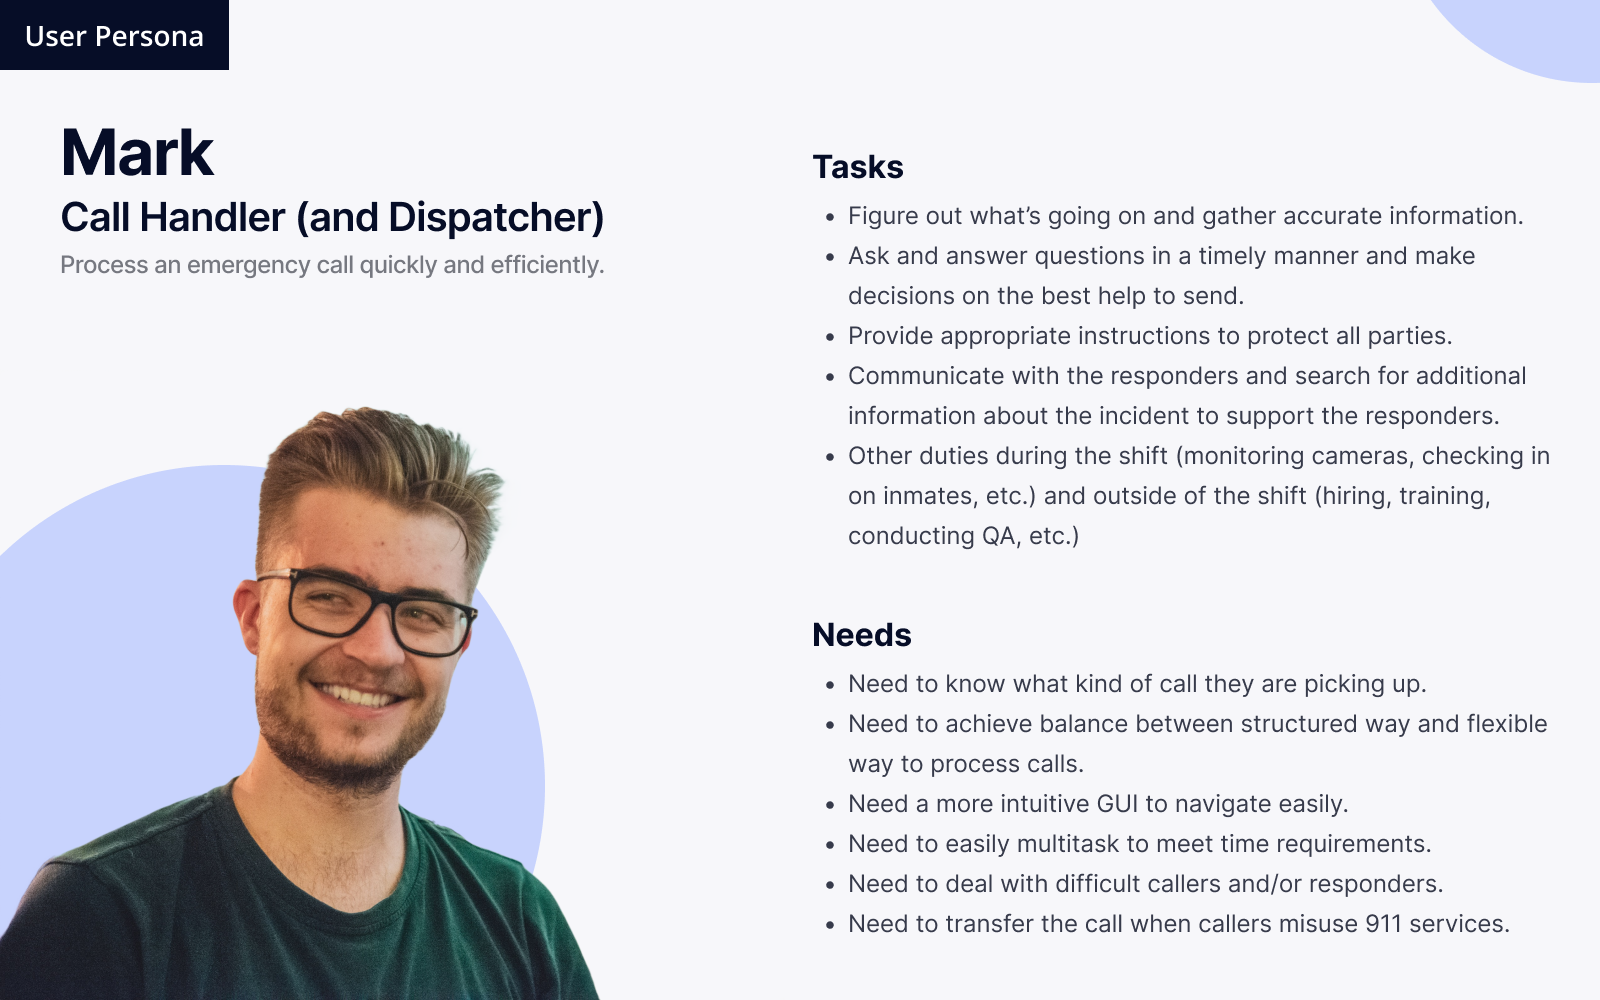 User Persona
Mark
Call Handler (and Dispatcher)
Process an emergency call quickly and efficiently.
Tasks
• Figure out what’s going on and gather accurate information.
• Ask and answer questions in a timely manner and make
decisions on the best help to send.
• Provide appropriate instructions to protect all parties.
• Communicate with the responders and search for additional
information about the incident to support the responders.
• Other duties during the shift (monitoring cameras, checking in
on inmates, etc.) and outside of the shift (hiring, training,
conducting QA, etc.)
Needs
• Need to know what kind of call they are picking up.
• Need to achieve balance between structured way and flexible
way to process calls.
• Need a more intuitive GUI to navigate easily.
• Need to easily multitask to meet time requirements.
• Need to deal with difficult callers and/or responders.
• Need to transfer the call when callers misuse 911 services.